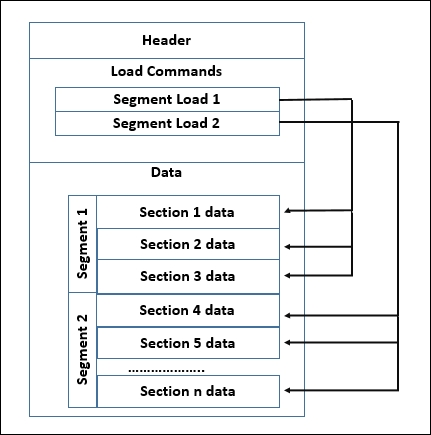 Header
Load Commands
Segment Load 1
Segment Load 2
Data
Segment 1
Section 1 data
Section 2 data
Section 3 data
Segment 2
Section 4 data
Section 5 data
...................
Section n data